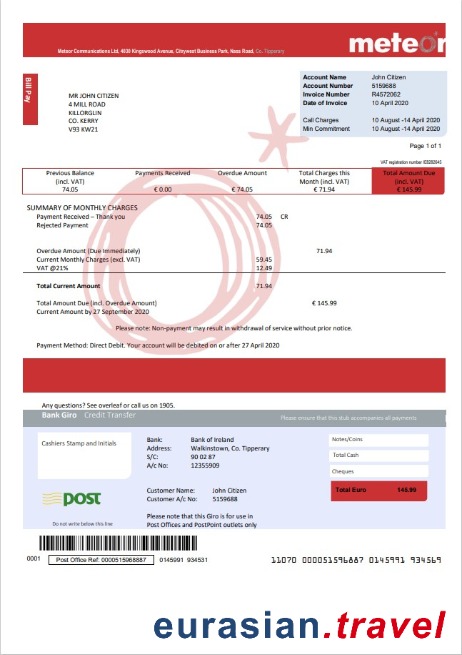 meteor
Meteor Communications Ltd, 4030 Kingswood Avenue, Citywest Business Park, Naas Road, Co. Tipperary
Bill Pay
MR JOHN CITIZEN
4 MILL ROAD
KILLORGLIN
CO. KERRY
V93 KW21
Account Name John Citizen
Account Number 5159688
Invoice Number R4572062
Date of Invoice 10 April 2020
Call Charges 10 August -14 April 2020
Min Commitment 10 August -14 April 2020
Page 1 of 1
VAT registration number
Previous Balance Payments Received Overdue Amount Total Charges this Total Amount Due
(incl. VAT) Month (incl. VAT) (incl. VAT)
74.05 € 0.00 € 74.05 € 71.94 € 145.99
SUMMARY OF MONTHLY CHARGES
Payment Received – Thank you 74.05 CR
Rejected Payment 74.05
Overdue Amount (Due Immediately) 71.94
Current Monthly Charges (excl. VAT) 59.45
VAT @21% 12.49
Total Current Amount 71.94
Total Amount Due (incl. Overdue Amount) € 145.99
Current Amount by 27 September 2020
Please note: Non-payment may result in withdrawal of service without prior notice.
Payment Method: Direct Debit. Your account will be debited on or after 27 April 2020
Any questions? See overleaf or call us on 1905.
Bank Giro Credit Transfer Please ensure that this stub accompanies all payments
Cashiers Stamp and Initials
Bank: Bank of Ireland
Address: Walkinstown, Co. Tipperary
S/C: 90 02 87
A/c No: 12355909
Customer Name: John Citizen
Customer A/c No: 5159688
Please note that this Giro is for use in
Post Offices and PostPoint outlets only
Notes/Coins
Total Cash
Cheques
Total Euro 145.99
post
Do not write below this line
0001 Post Office Ref: 0000515968887 0145991 934531
11070 0000051596887 0145991 934569
eurasian.travel